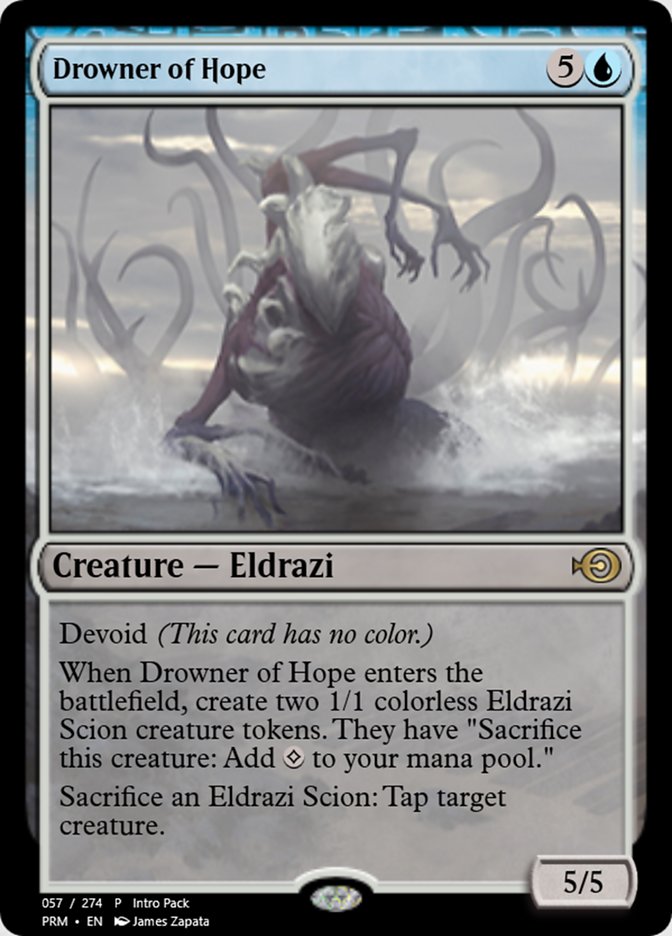 Drowner of Hope 5
Creature — Eldrazi
Devoid (This card has no color.)
When Drowner of Hope enters the
battlefield, create two 1/1 colorless Eldrazi
Scion creature tokens. They have "Sacrifice
this creature: Add to your mana pool."
Sacrifice an Eldrazi Scion: Tap target
creature.
5/5
057 / 274 P Intro Pack
PRM • EN James Zapata